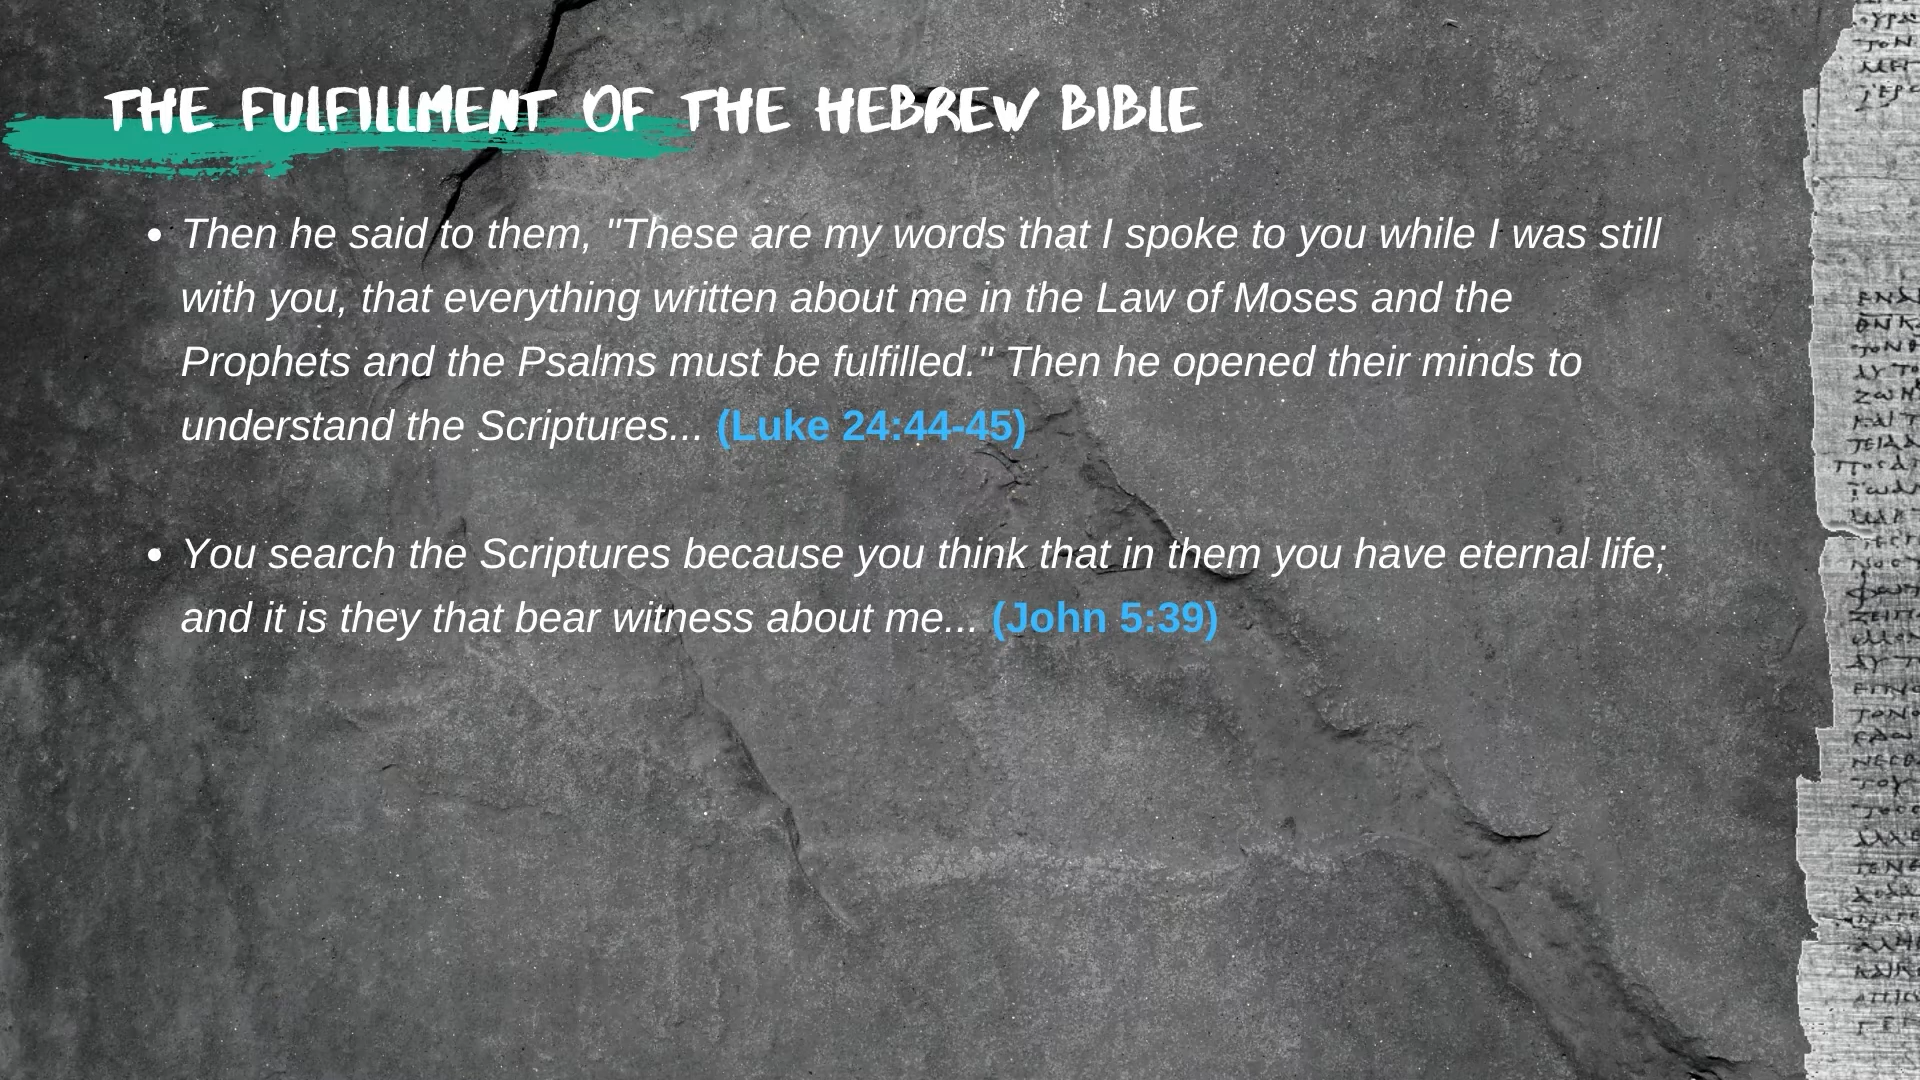 THE FULFILLMENT OF THE HEBREW BIBLE
• Then he said to them, "These are my words that I spoke to you while I was still
with you, that everything written about me in the Law of Moses and the
Prophets and the Psalms must be fulfilled." Then he opened their minds to
understand the Scriptures... (Luke 24:44-45)
• You search the Scriptures because you think that in them you have eternal life;
and it is they that bear witness about me... (John 5:39)